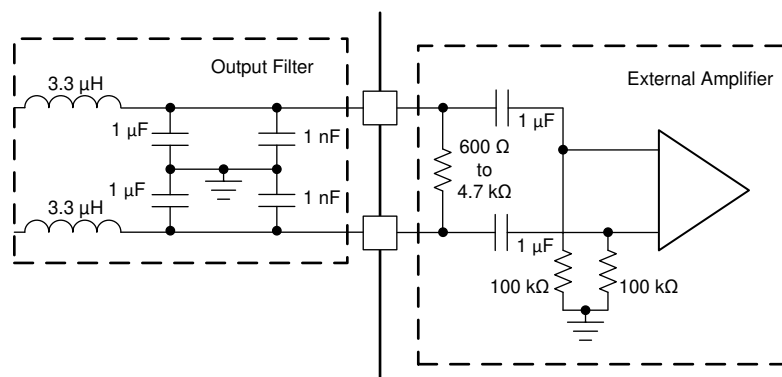 Output Filter
3.3 µH
1 µF
1 nF
1 µF
1 nF
3.3 µH
External Amplifier
1 µF
600 Ω
to
4.7 kΩ
1 µF
100 kΩ
100 kΩ